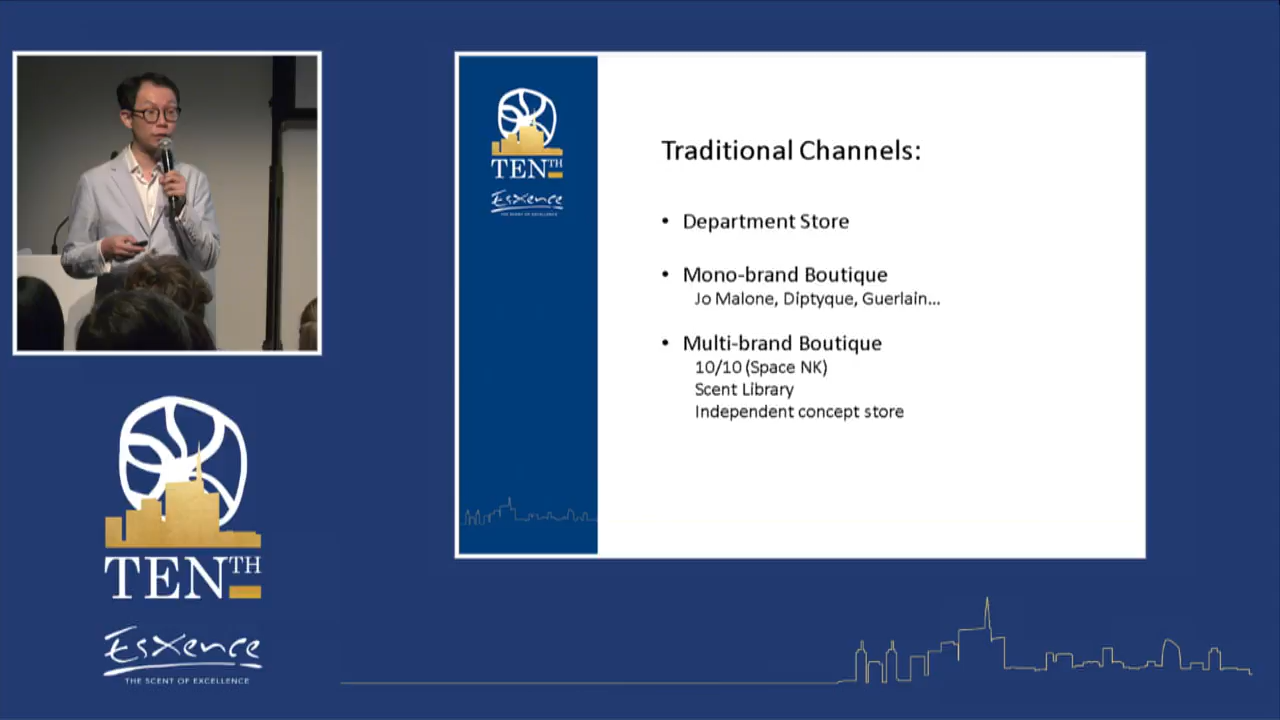 TEN TH
Esxence
THE SCENT OF EXCELLENCE
Traditional Channels:
• Department Store
• Mono-brand Boutique
Jo Malone, Diptyque, Guerlain...
• Multi-brand Boutique
10/10 (Space NK)
Scent Library
Independent concept store
TEN TH
Esxence
THE SCENT OF EXCELLENCE